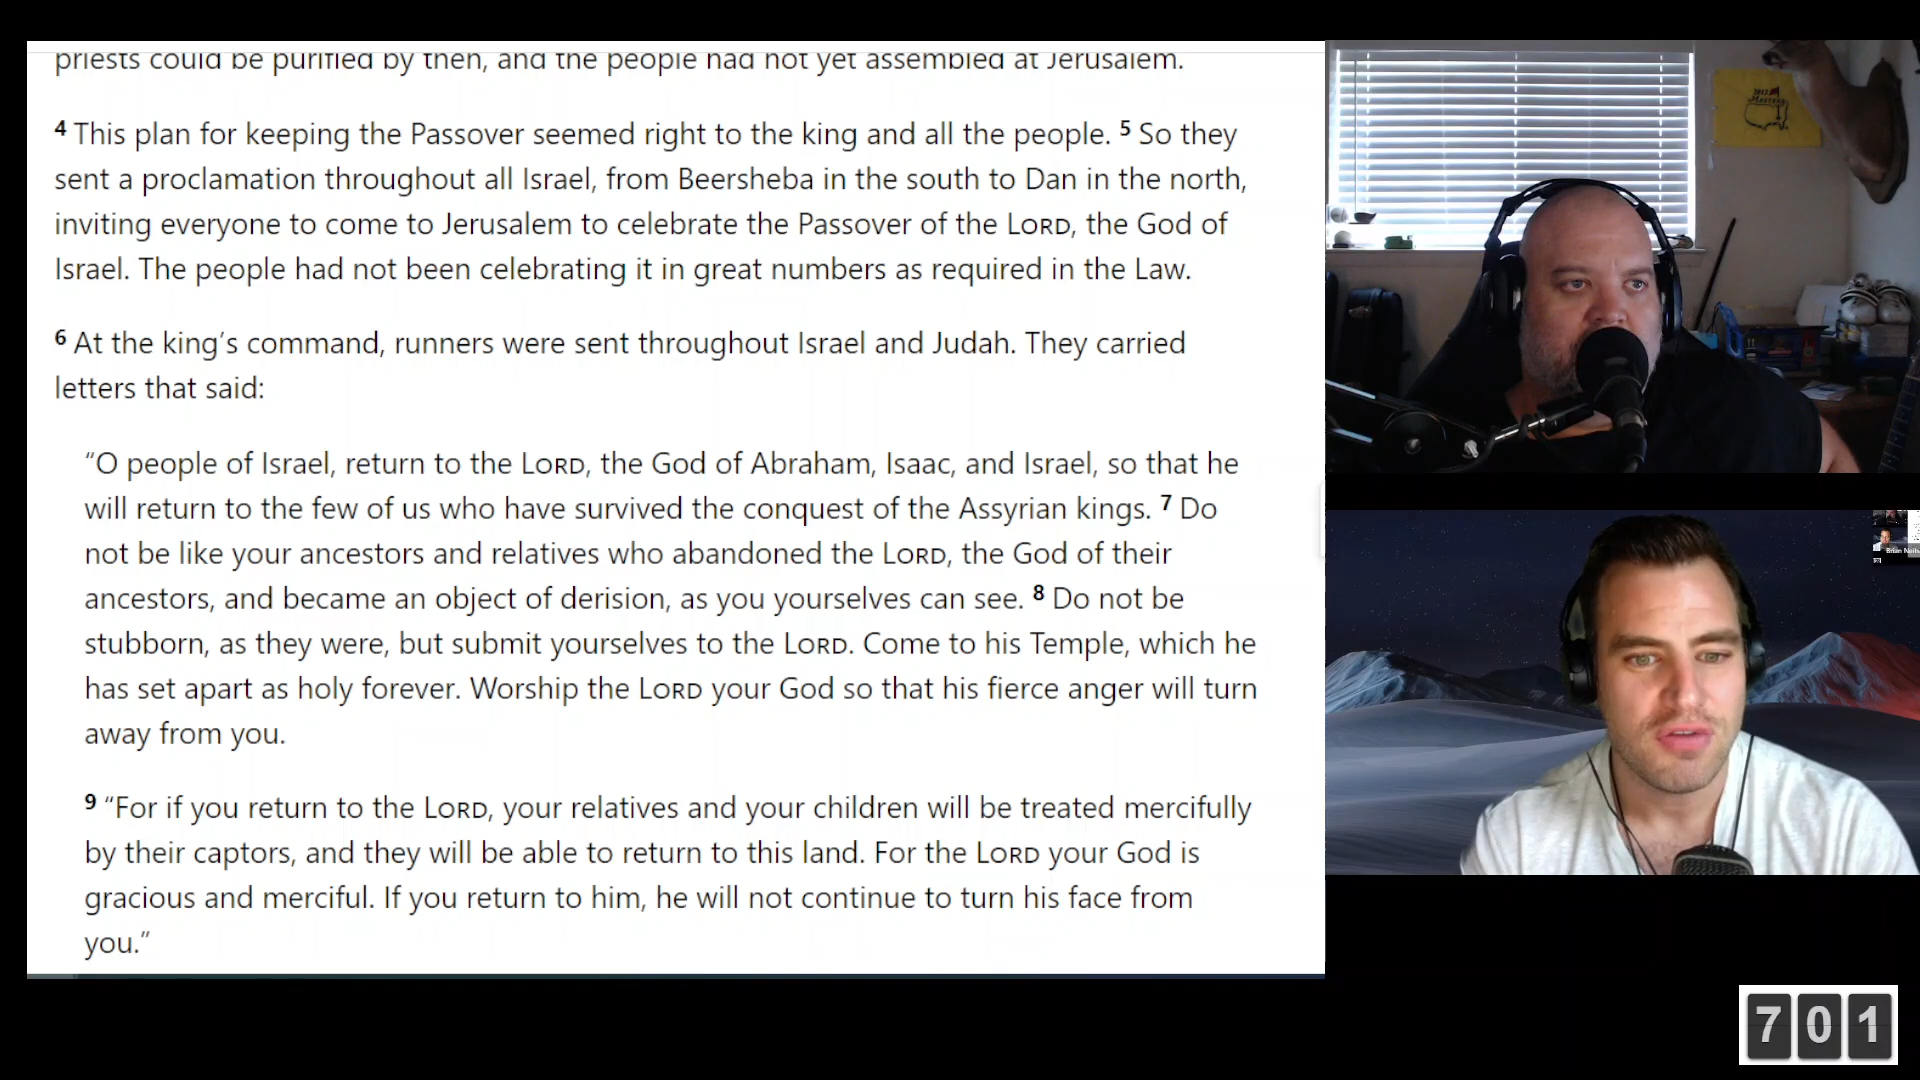 priests could be purified by then, and the people had not yet assembled at Jerusalem.
4 This plan for keeping the Passover seemed right to the king and all the people. 5 So they
sent a proclamation throughout all Israel, from Beersheba in the south to Dan in the north,
inviting everyone to come to Jerusalem to celebrate the Passover of the LORD, the God of
Israel. The people had not been celebrating it in great numbers as required in the Law.
6 At the king’s command, runners were sent throughout Israel and Judah. They carried
letters that said:
“O people of Israel, return to the LORD, the God of Abraham, Isaac, and Israel, so that he
will return to the few of us who have survived the conquest of the Assyrian kings. 7 Do
not be like your ancestors and relatives who abandoned the LORD, the God of their
ancestors, and became an object of derision, as you yourselves can see. 8 Do not be
stubborn, as they were, but submit yourselves to the LORD. Come to his Temple, which he
has set apart as holy forever. Worship the LORD your God so that his fierce anger will turn
away from you.
9 “For if you return to the LORD, your relatives and your children will be treated mercifully
by their captors, and they will be able to return to this land. For the LORD your God is
gracious and merciful. If you return to him, he will not continue to turn his face from
you.”
Masters
Brian
701